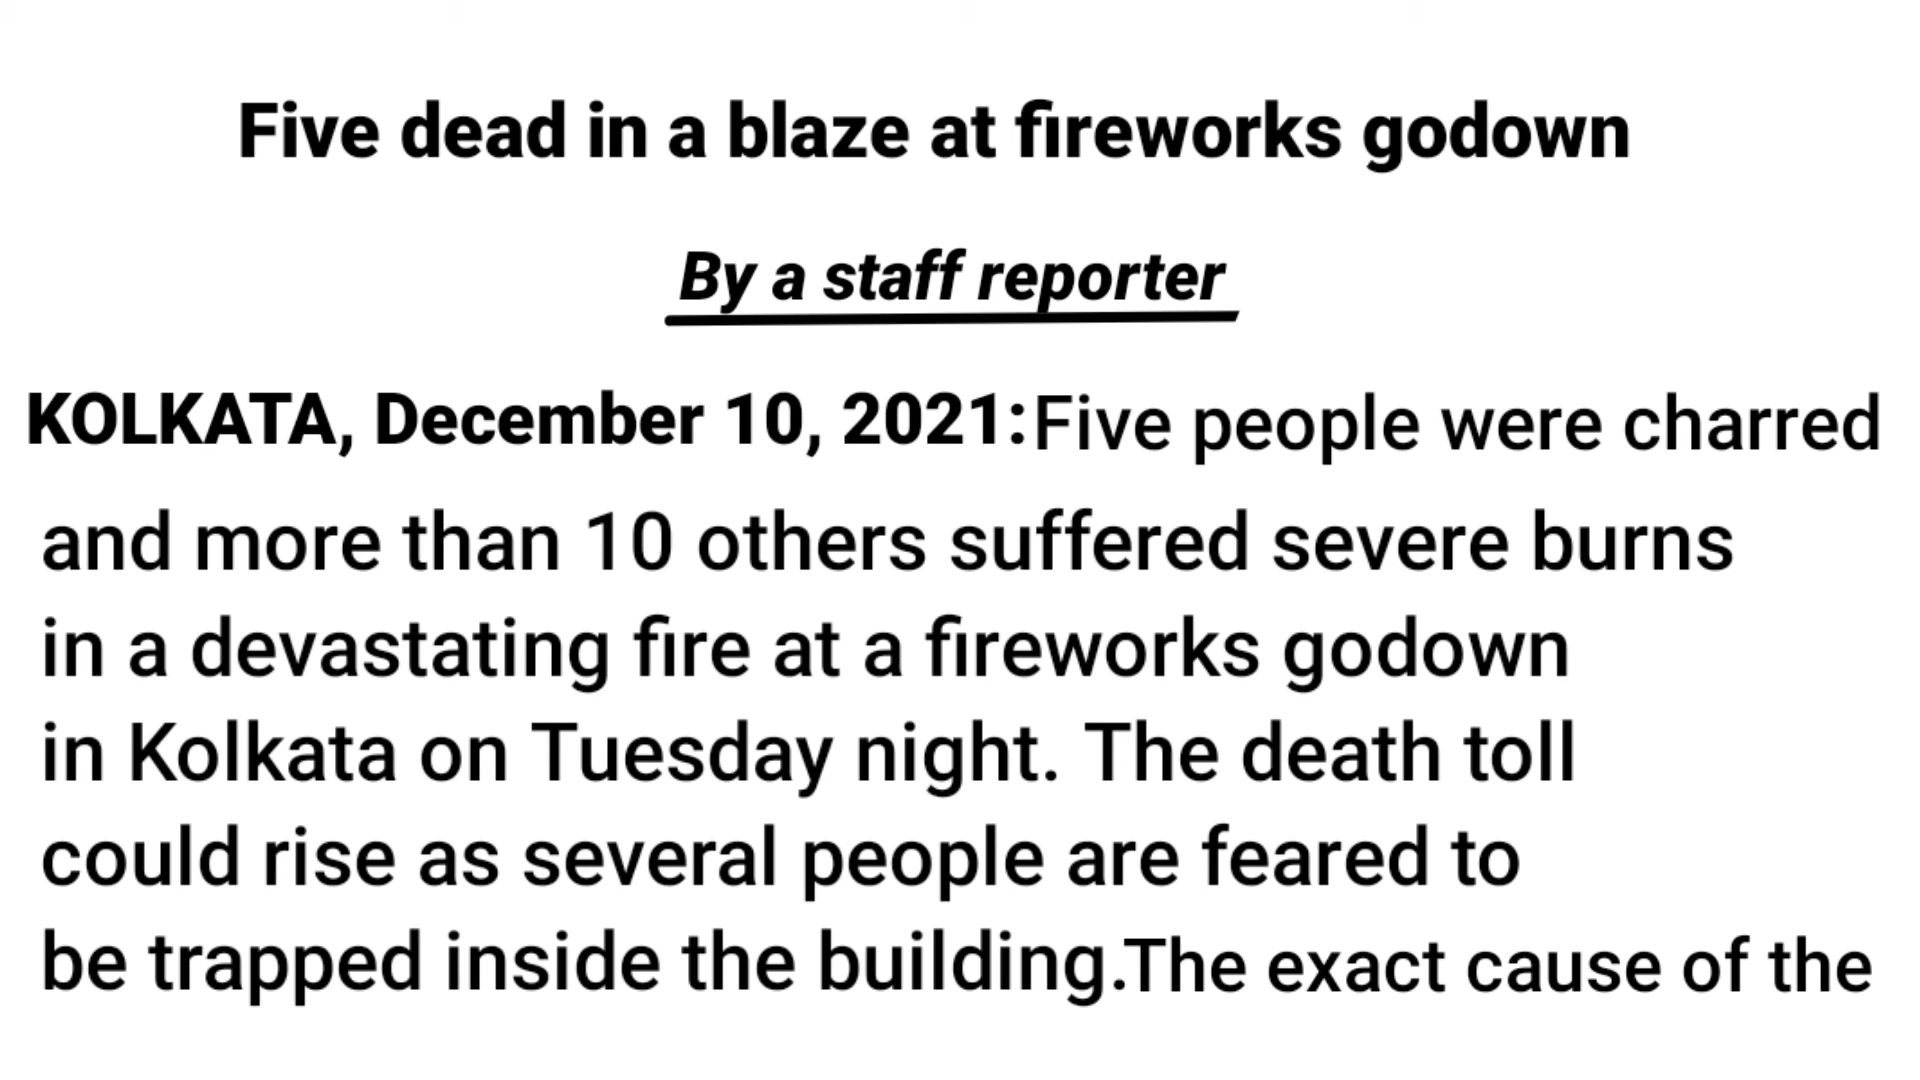 Five dead in a blaze at fireworks godown
By a staff reporter
KOLKATA, December 10, 2021:Five people were charred
and more than 10 others suffered severe burns
in a devastating fire at a fireworks godown
in Kolkata on Tuesday night. The death toll
could rise as several people are feared to
be trapped inside the building.The exact cause of the